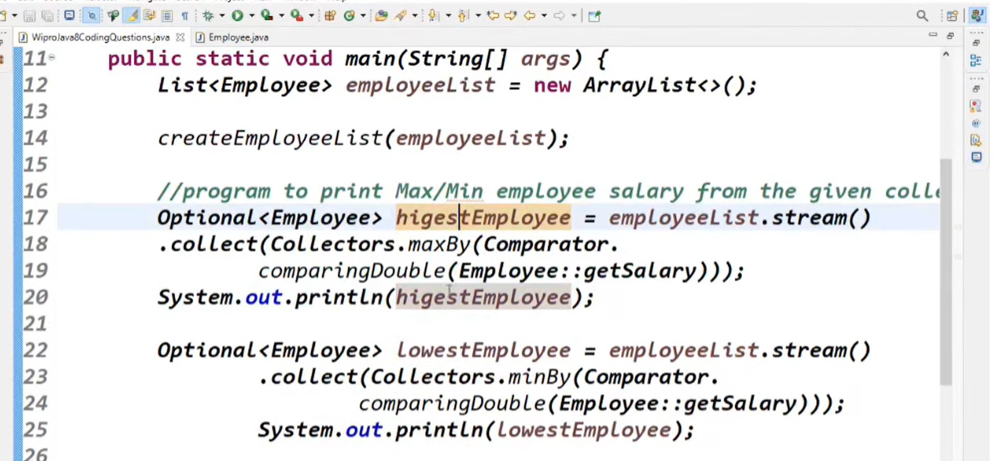 WiproJava8CodingQuestions.java Employee.java
11 public static void main(String[] args) {
12 List<Employee> employeeList = new ArrayList<>();
13
14 createEmployeeList(employeeList);
15
16 //program to print Max/Min employee salary from the given colle
17 Optional<Employee> higestEmployee = employeeList.stream()
18 .collect(Collectors.maxBy(Comparator.
19 comparingDouble(Employee::getSalary)));
20 System.out.println(higestEmployee);
21
22 Optional<Employee> lowestEmployee = employeeList.stream()
23 .collect(Collectors.minBy(Comparator.
24 comparingDouble(Employee::getSalary)));
25 System.out.println(lowestEmployee);
26